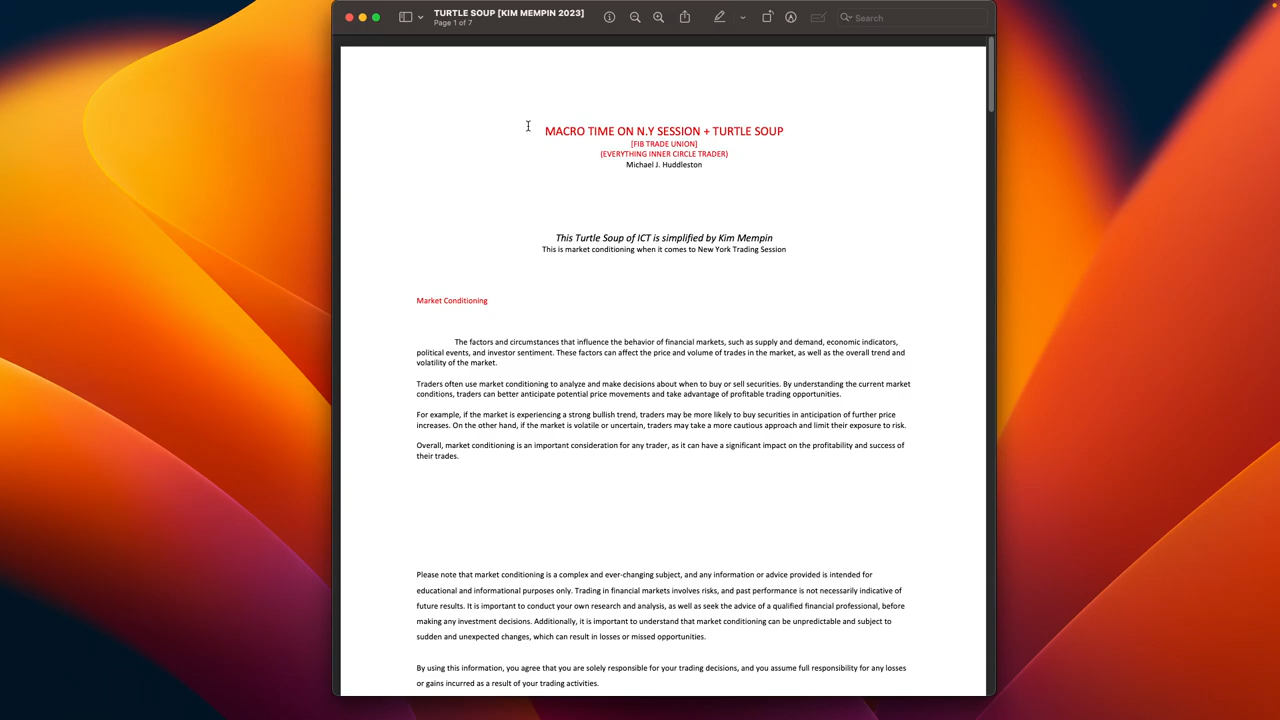 TURTLE SOUP [KIM MEMPIN 2023]
Page 1 of 7
Search
MACRO TIME ON N.Y SESSION + TURTLE SOUP
[FIB TRADE UNION]
(EVERYTHING INNER CIRCLE TRADER)
Michael J. Huddleston
This Turtle Soup of ICT is simplified by Kim Mempin
This is market conditioning when it comes to New York Trading Session
Market Conditioning
The factors and circumstances that influence the behavior of financial markets, such as supply and demand, economic indicators,
political events, and investor sentiment. These factors can affect the price and volume of trades in the market, as well as the overall trend and
volatility of the market.
Traders often use market conditioning to analyze and make decisions about when to buy or sell securities. By understanding the current market
conditions, traders can better anticipate potential price movements and take advantage of profitable trading opportunities.
For example, if the market is experiencing a strong bullish trend, traders may be more likely to buy securities in anticipation of further price
increases. On the other hand, if the market is volatile or uncertain, traders may take a more cautious approach and limit their exposure to risk.
Overall, market conditioning is an important consideration for any trader, as it can have a significant impact on the profitability and success of
their trades.
Please note that market conditioning is a complex and ever-changing subject, and any information or advice provided is intended for
educational and informational purposes only. Trading in financial markets involves risks, and past performance is not necessarily indicative of
future results. It is important to conduct your own research and analysis, as well as seek the advice of a qualified financial professional, before
making any investment decisions. Additionally, it is important to understand that market conditioning can be unpredictable and subject to
sudden and unexpected changes, which can result in losses or missed opportunities.
By using this information, you agree that you are solely responsible for your trading decisions, and you assume full responsibility for any losses
or gains incurred as a result of your trading activities.